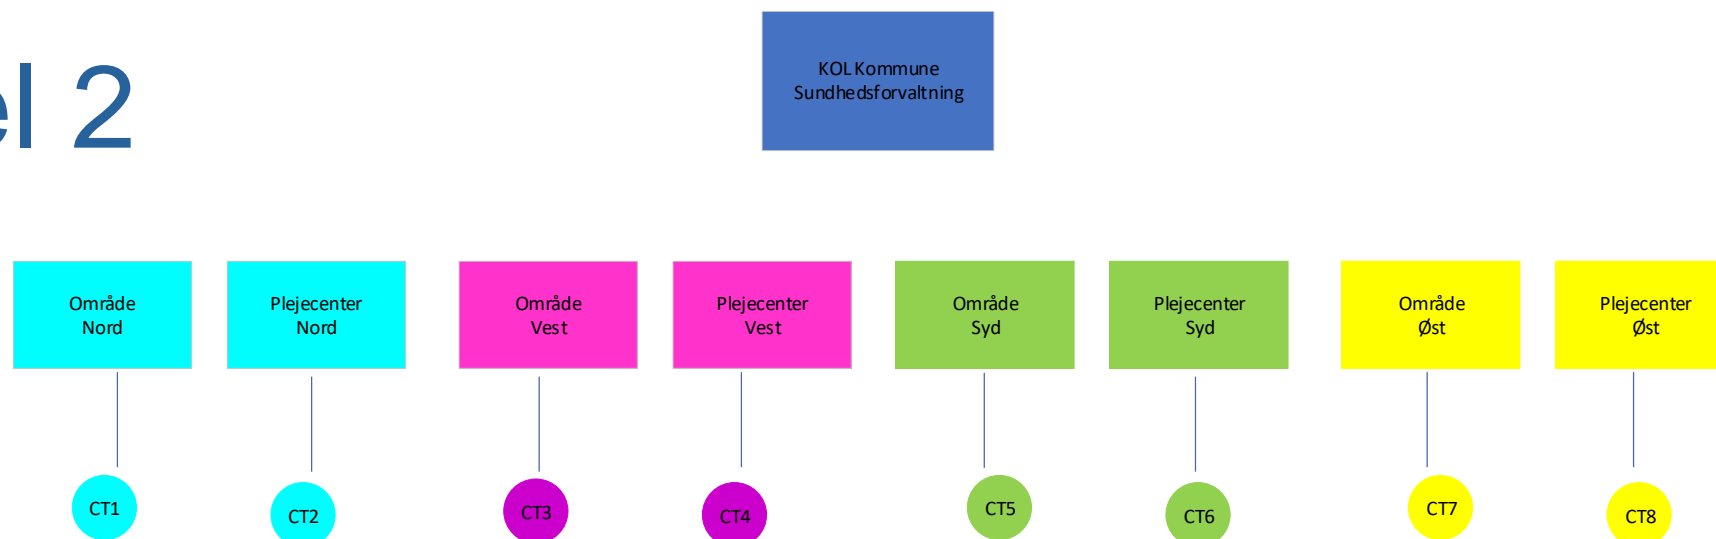 el 2
KOL Kommune
Sundhedsforvaltning
Område
Nord
Plejecenter
Nord
Område
Vest
Plejecenter
Vest
Område
Syd
Plejecenter
Syd
Område
Øst
Plejecenter
Øst
CT1
CT2
CT3
CT4
CT5
CT6
CT7
CT8